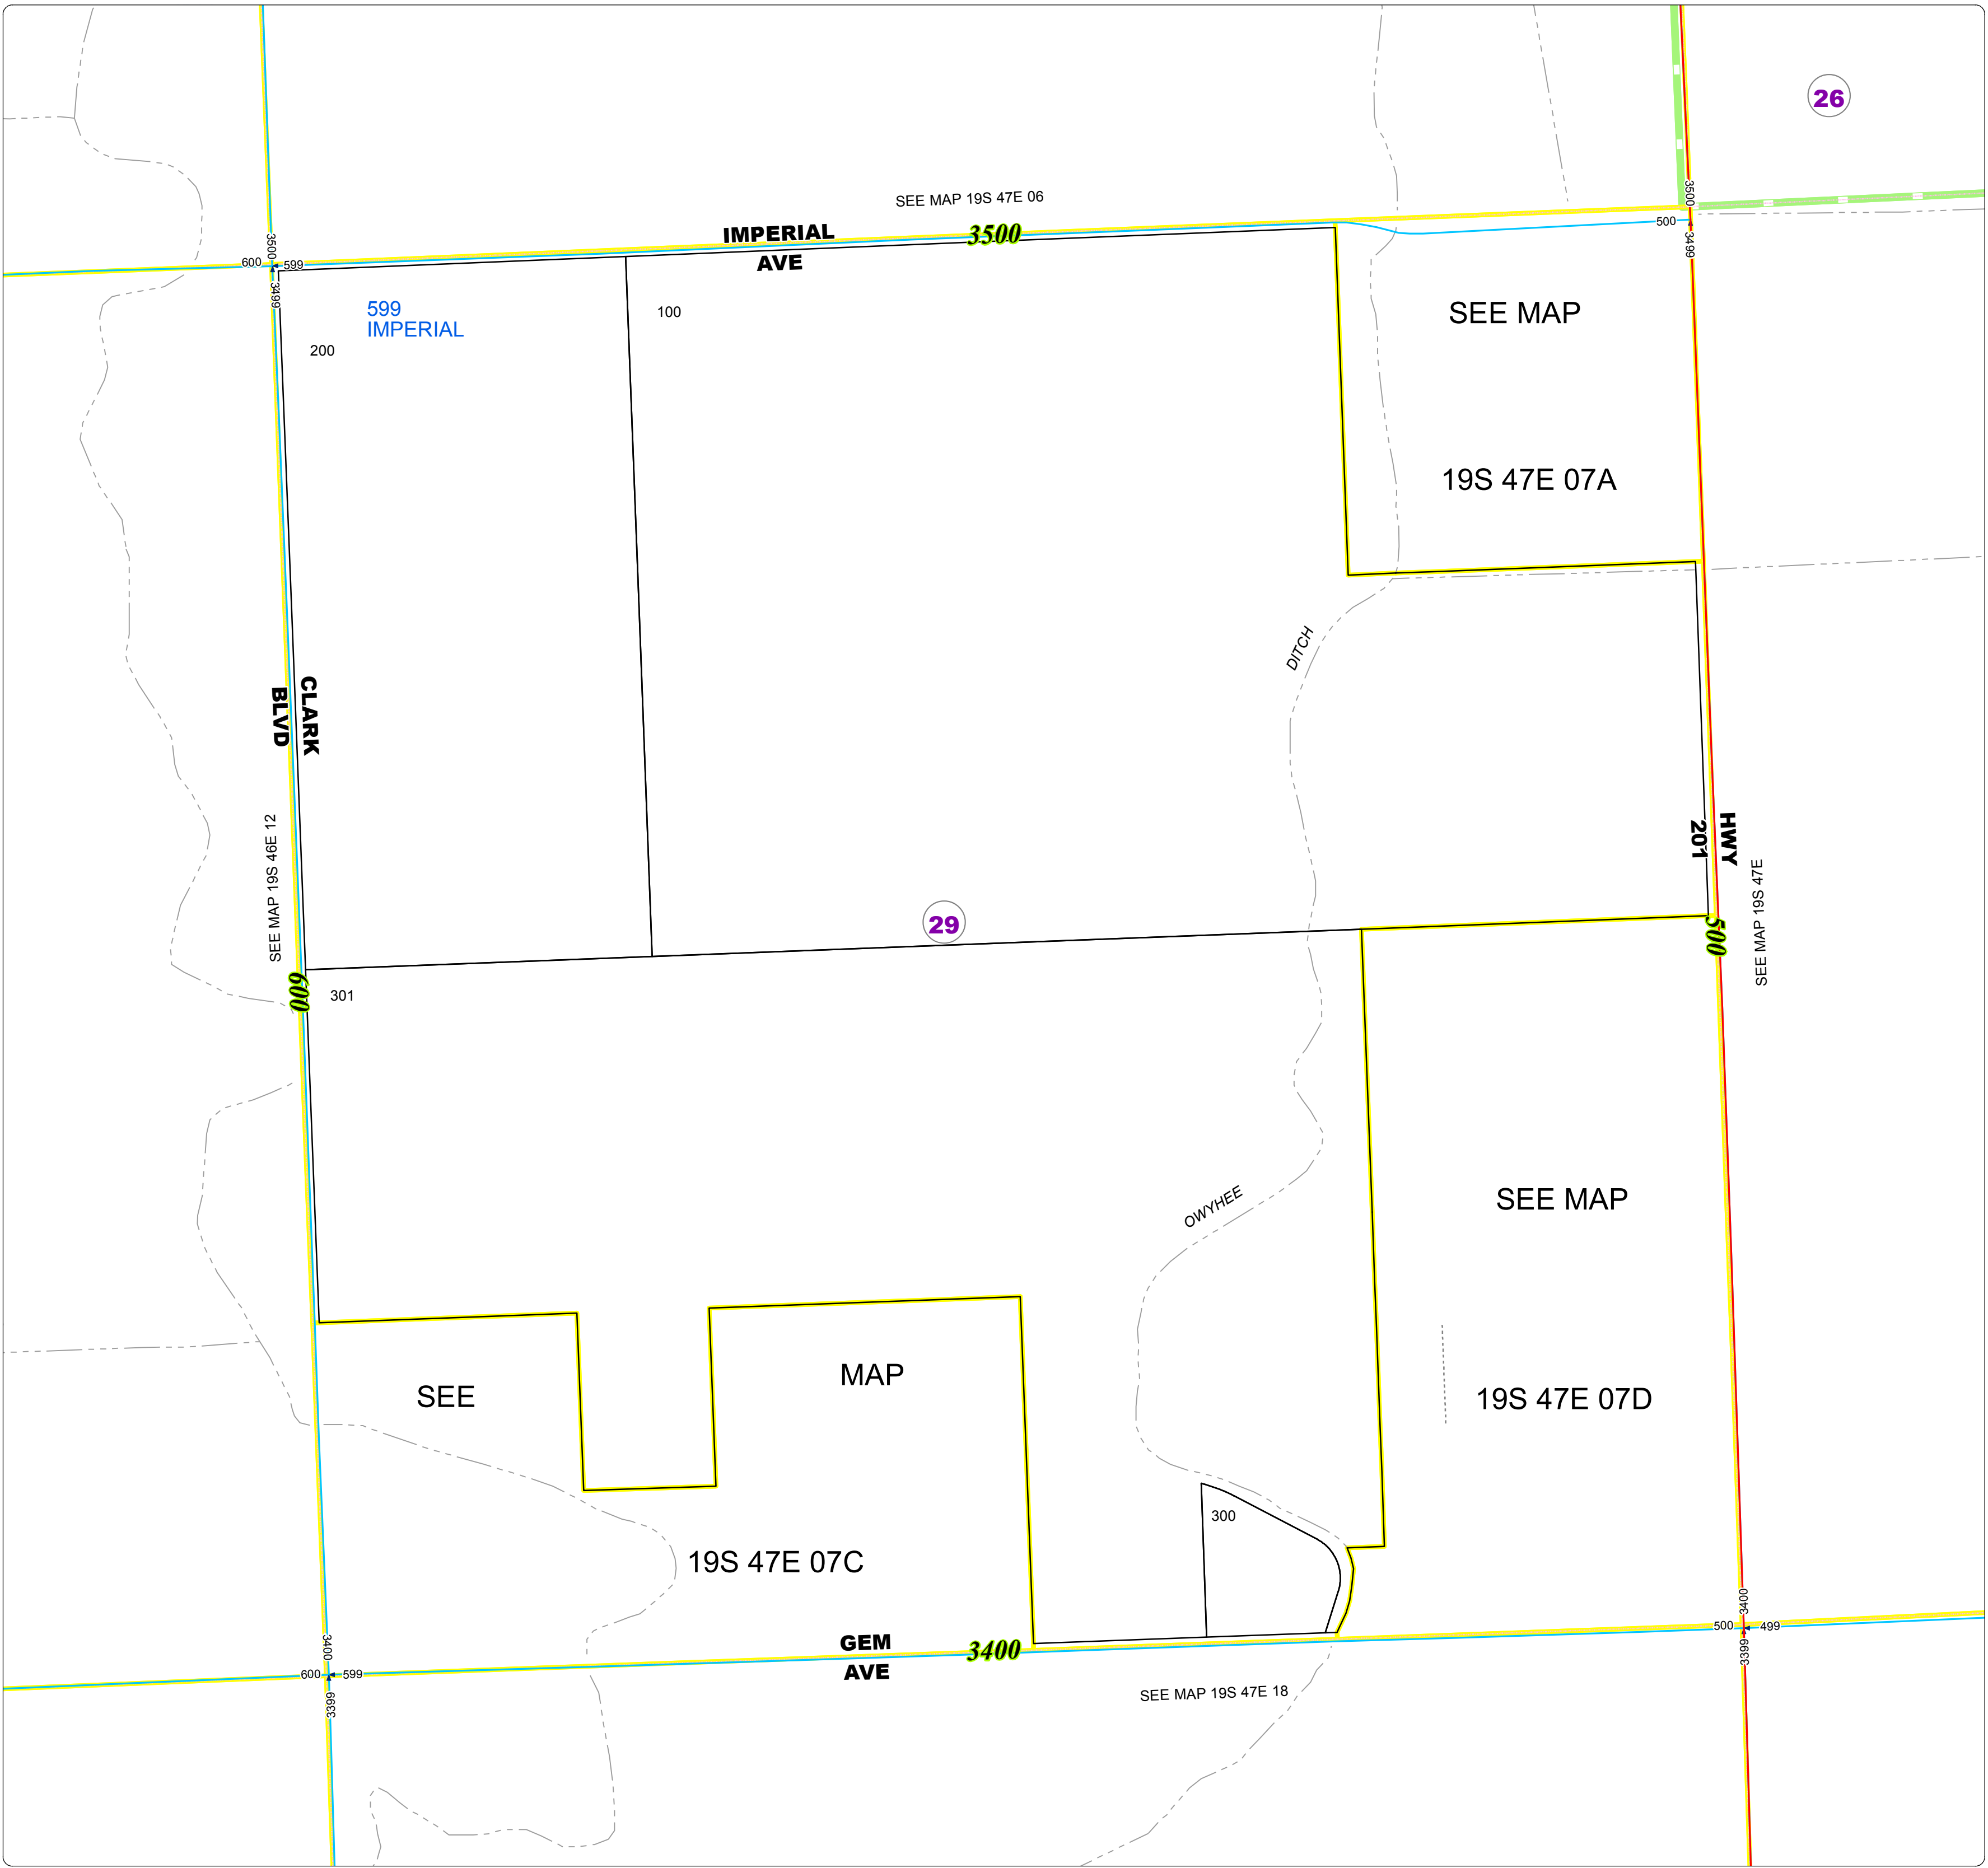 26
SEE MAP 19S 47E 06
3500
3500
IMPERIAL
3500
AVE
500
3499
600
599
3499
599
IMPERIAL
100
200
SEE MAP
19S 47E 07A
DITCH
CLARK
BLVD
HWY
201
SEE MAP 19S 46E 12
SEE MAP 19S 47E
29
500
600
301
OWYHEE
SEE MAP
19S 47E 07D
SEE
MAP
300
19S 47E 07C
3400
500
499
3399
GEM
3400
AVE
3400
600
599
3399
SEE MAP 19S 47E 18